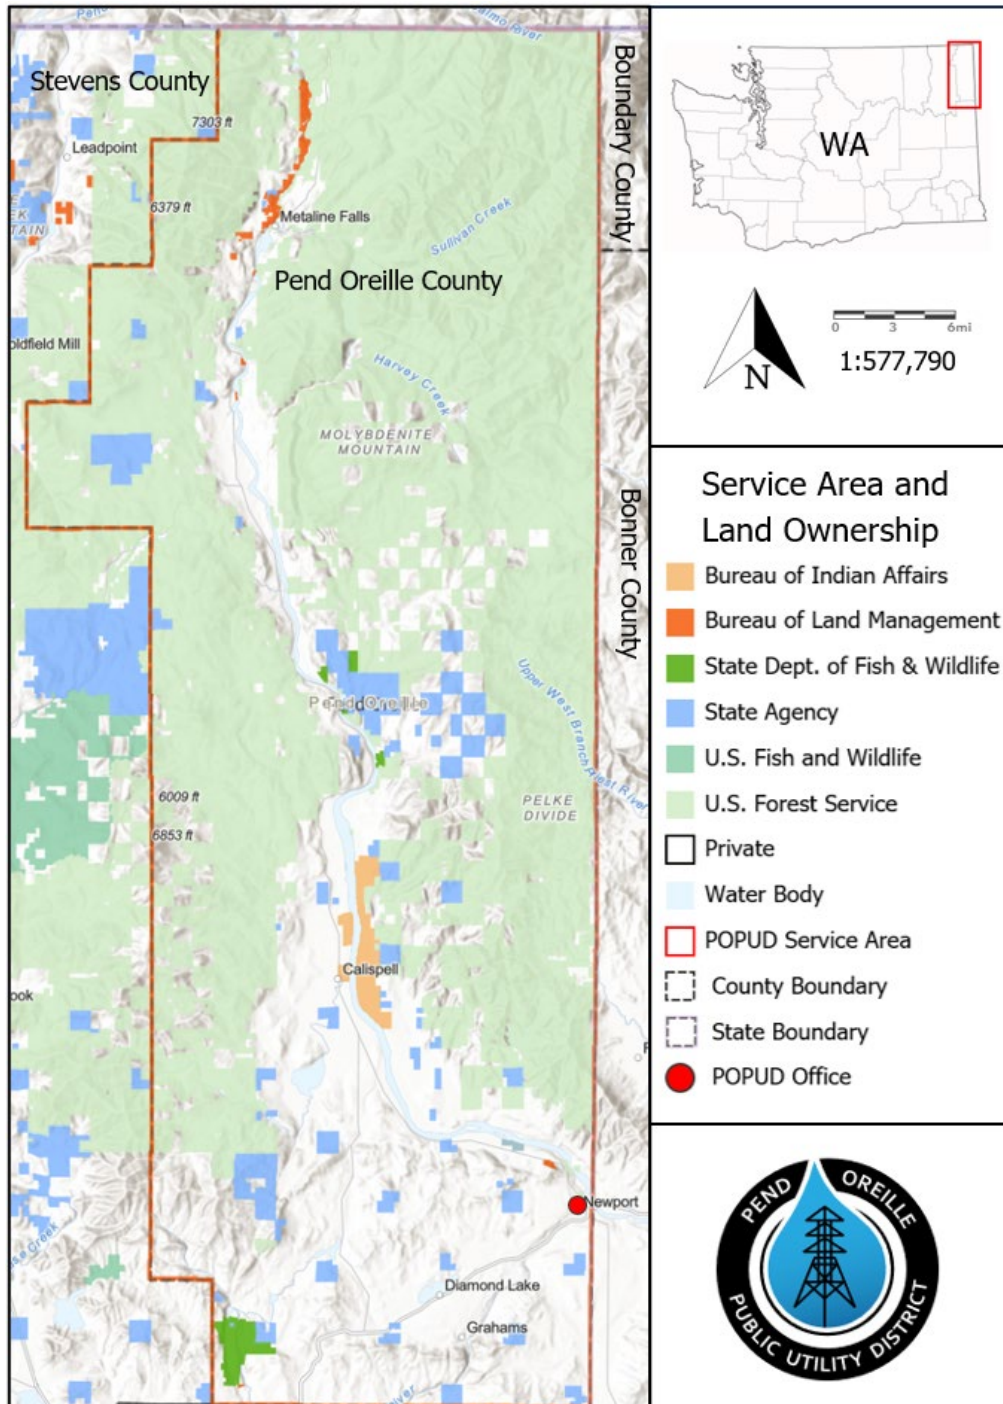 Pend
Salmo River
Stevens County
7303 ft
Leadpoint
6379 ft
Metaline Falls
Sullivan Creek
Boundary County
Pend Oreille County
oldfield Mill
Harvey Creek
MOLYBDENITE
MOUNTAIN
Bonner County
Pend Oreille
Upper West Branch Priest River
6009 ft
PELKE
DIVIDE
6853 ft
Calispell
ook
Newport
Diamond Lake
Grahams
WA
N
0 3 6mi
1:577,790
Service Area and
Land Ownership
Bureau of Indian Affairs
Bureau of Land Management
State Dept. of Fish & Wildlife
State Agency
U.S. Fish and Wildlife
U.S. Forest Service
Private
Water Body
POPUD Service Area
County Boundary
State Boundary
POPUD Office
PEND OREILLE
PUBLIC UTILITY DISTRICT